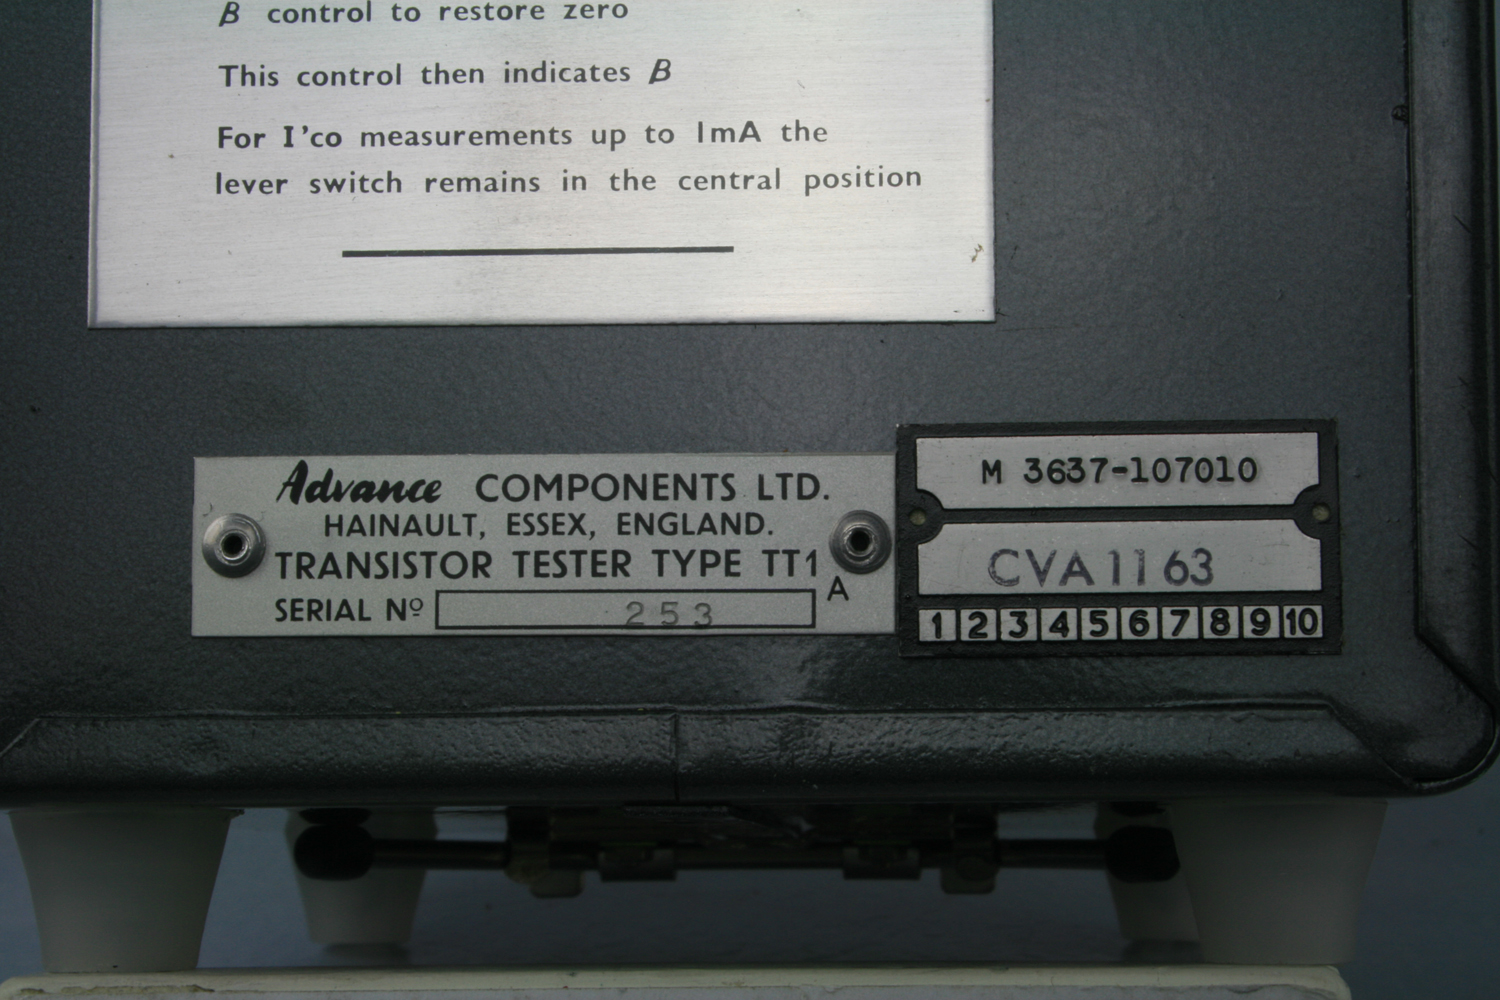 β control to restore zero
This control then indicates β
For I'co measurements up to 1mA the
lever switch remains in the central position
Advance COMPONENTS LTD.
HAINAULT, ESSEX, ENGLAND.
TRANSISTOR TESTER TYPE TT1
A
SERIAL Nº 253
M 3637-107010
CVA1163
1 2 3 4 5 6 7 8 9 10